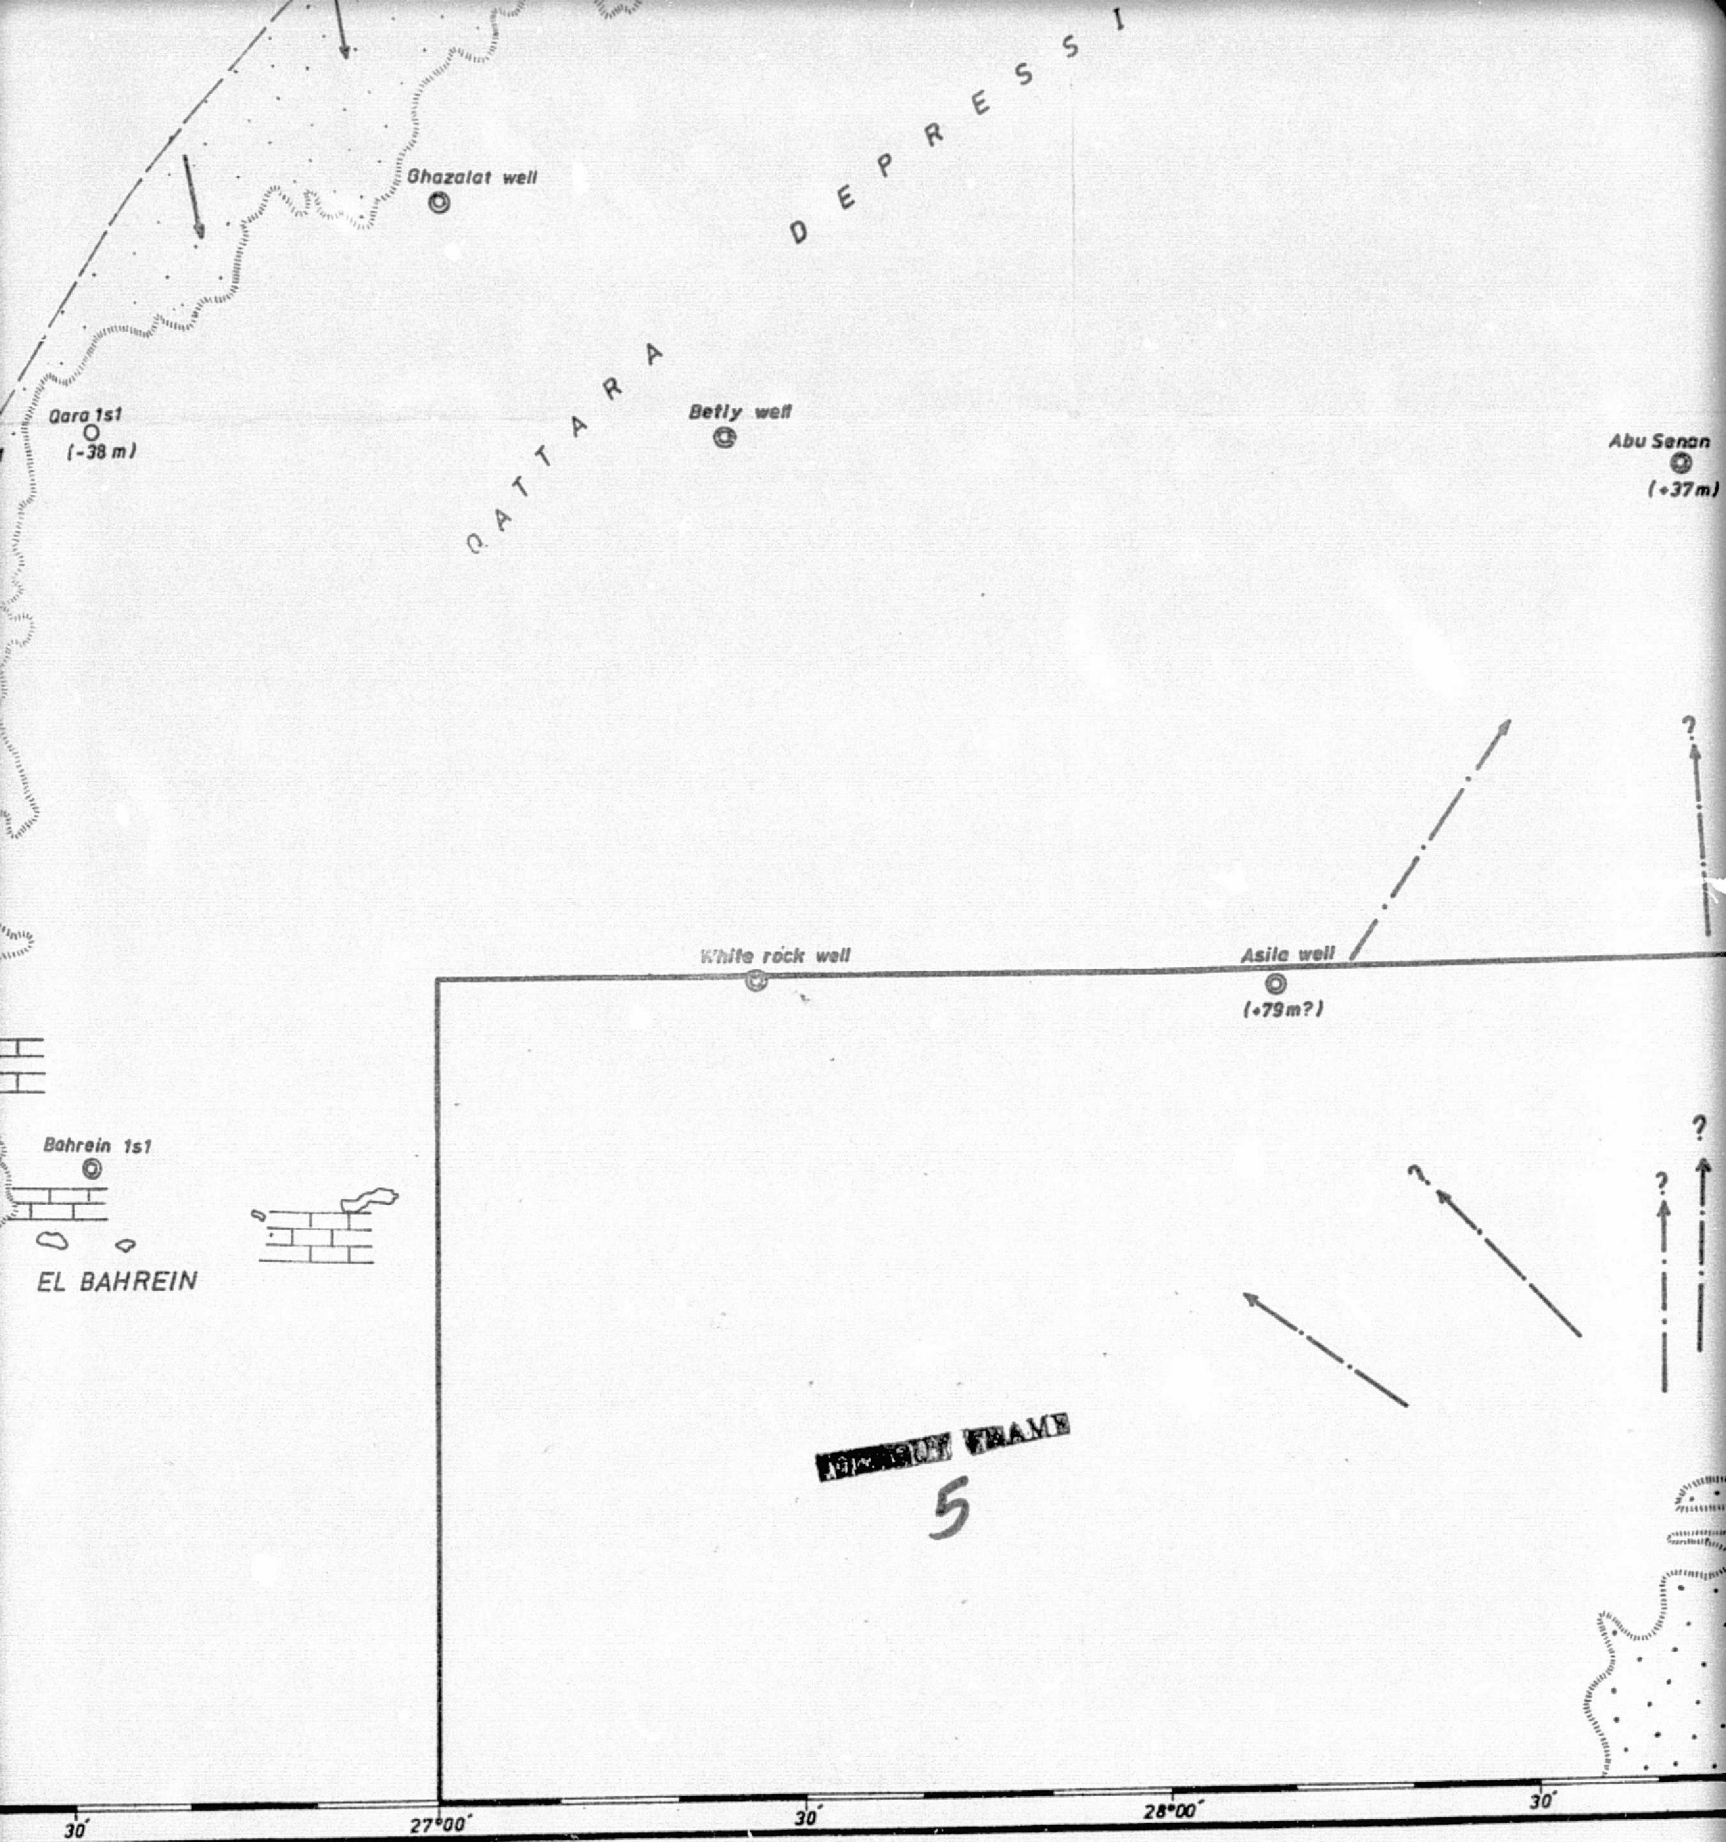 QATTARA DEPRESSI
Ghazalat well
Qara 1s1
(-38 m)
Betly well
Abu Senan
(+37m)
?
White rock well
Asila well
(+79m?)
Bahrein 1s1
?
?
?
EL BAHREIN
FRAME
5
30′
27°00′
30′
28°00′
30′